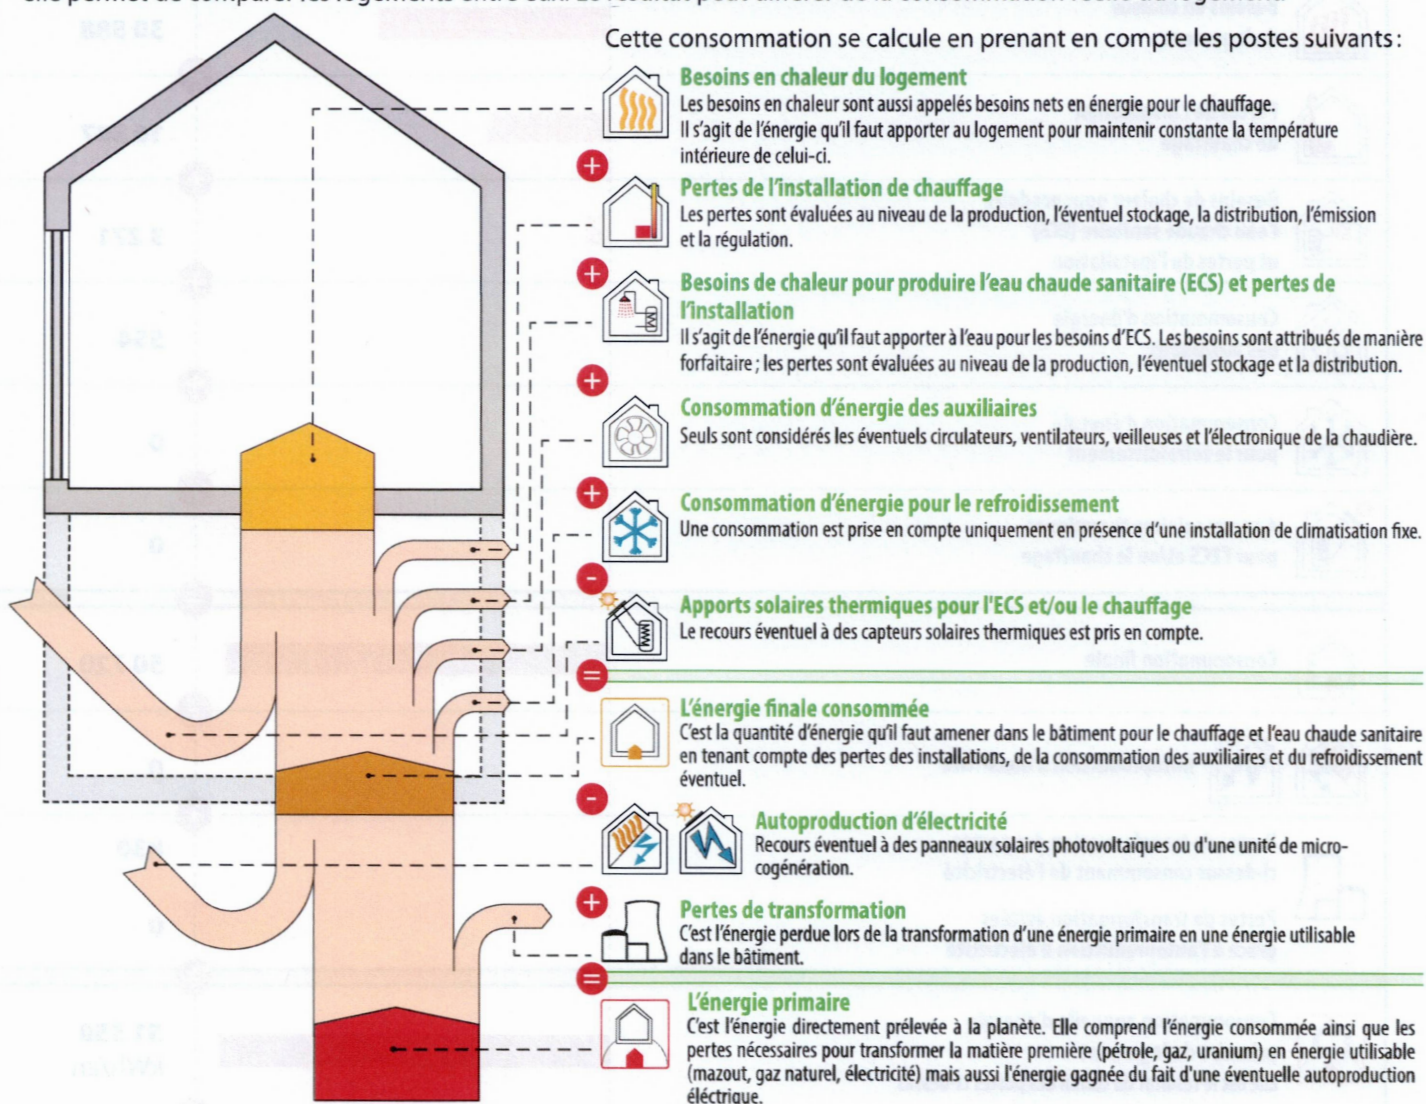 Cette consommation se calcule en prenant en compte les postes suivants :
Besoins en chaleur du logement
Les besoins en chaleur sont aussi appelés besoins nets en énergie pour le chauffage.
Il s'agit de l'énergie qu'il faut apporter au logement pour maintenir constante la température
intérieure de celui-ci.
+
Pertes de l'installation de chauffage
Les pertes sont évaluées au niveau de la production, l'éventuel stockage, la distribution, l'émission
et la régulation.
+
Besoins de chaleur pour produire l'eau chaude sanitaire (ECS) et pertes de
l'installation
Il s'agit de l'énergie qu'il faut apporter à l'eau pour les besoins d'ECS. Les besoins sont attribués de manière
forfaitaire ; les pertes sont évaluées au niveau de la production, l'éventuel stockage et la distribution.
+
Consommation d'énergie des auxiliaires
Seuls sont considérés les éventuels circulateurs, ventilateurs, veilleuses et l'électronique de la chaudière.
+
Consommation d'énergie pour le refroidissement
Une consommation est prise en compte uniquement en présence d'une installation de climatisation fixe.
-
Apports solaires thermiques pour l'ECS et/ou le chauffage
Le recours éventuel à des capteurs solaires thermiques est pris en compte.
=
L'énergie finale consommée
C'est la quantité d'énergie qu'il faut amener dans le bâtiment pour le chauffage et l'eau chaude sanitaire
en tenant compte des pertes des installations, de la consommation des auxiliaires et du refroidissement
éventuel.
-
Autoproduction d'électricité
Recours éventuel à des panneaux solaires photovoltaïques ou d'une unité de micro-
cogénération.
+
Pertes de transformation
C'est l'énergie perdue lors de la transformation d'une énergie primaire en une énergie utilisable
dans le bâtiment.
=
L'énergie primaire
C'est l'énergie directement prélevée à la planète. Elle comprend l'énergie consommée ainsi que les
pertes nécessaires pour transformer la matière première (pétrole, gaz, uranium) en énergie utilisable
(mazout, gaz naturel, électricité) mais aussi l'énergie gagnée du fait d'une éventuelle autoproduction
éléctrique.